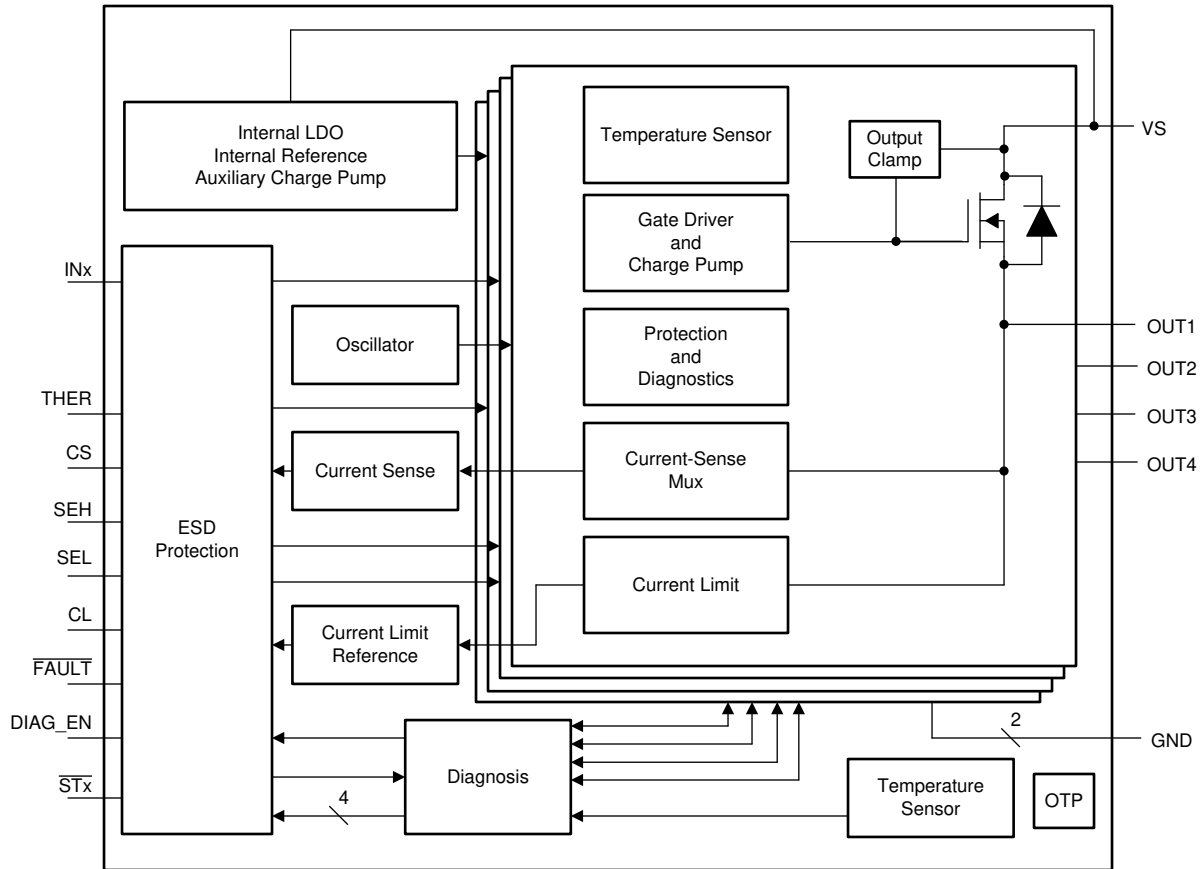 Internal LDO
Internal Reference
Auxiliary Charge Pump
Temperature Sensor
Output
Clamp
VS
Gate Driver
and
Charge Pump
INx
Oscillator
Protection
and
Diagnostics
OUT1
OUT2
OUT3
OUT4
THER
CS
SEH
SEL
CL
FAULT
DIAG_EN
STx
ESD
Protection
Current Sense
Current-Sense
Mux
Current Limit
Current Limit
Reference
Diagnosis
4
2
GND
Temperature
Sensor
OTP